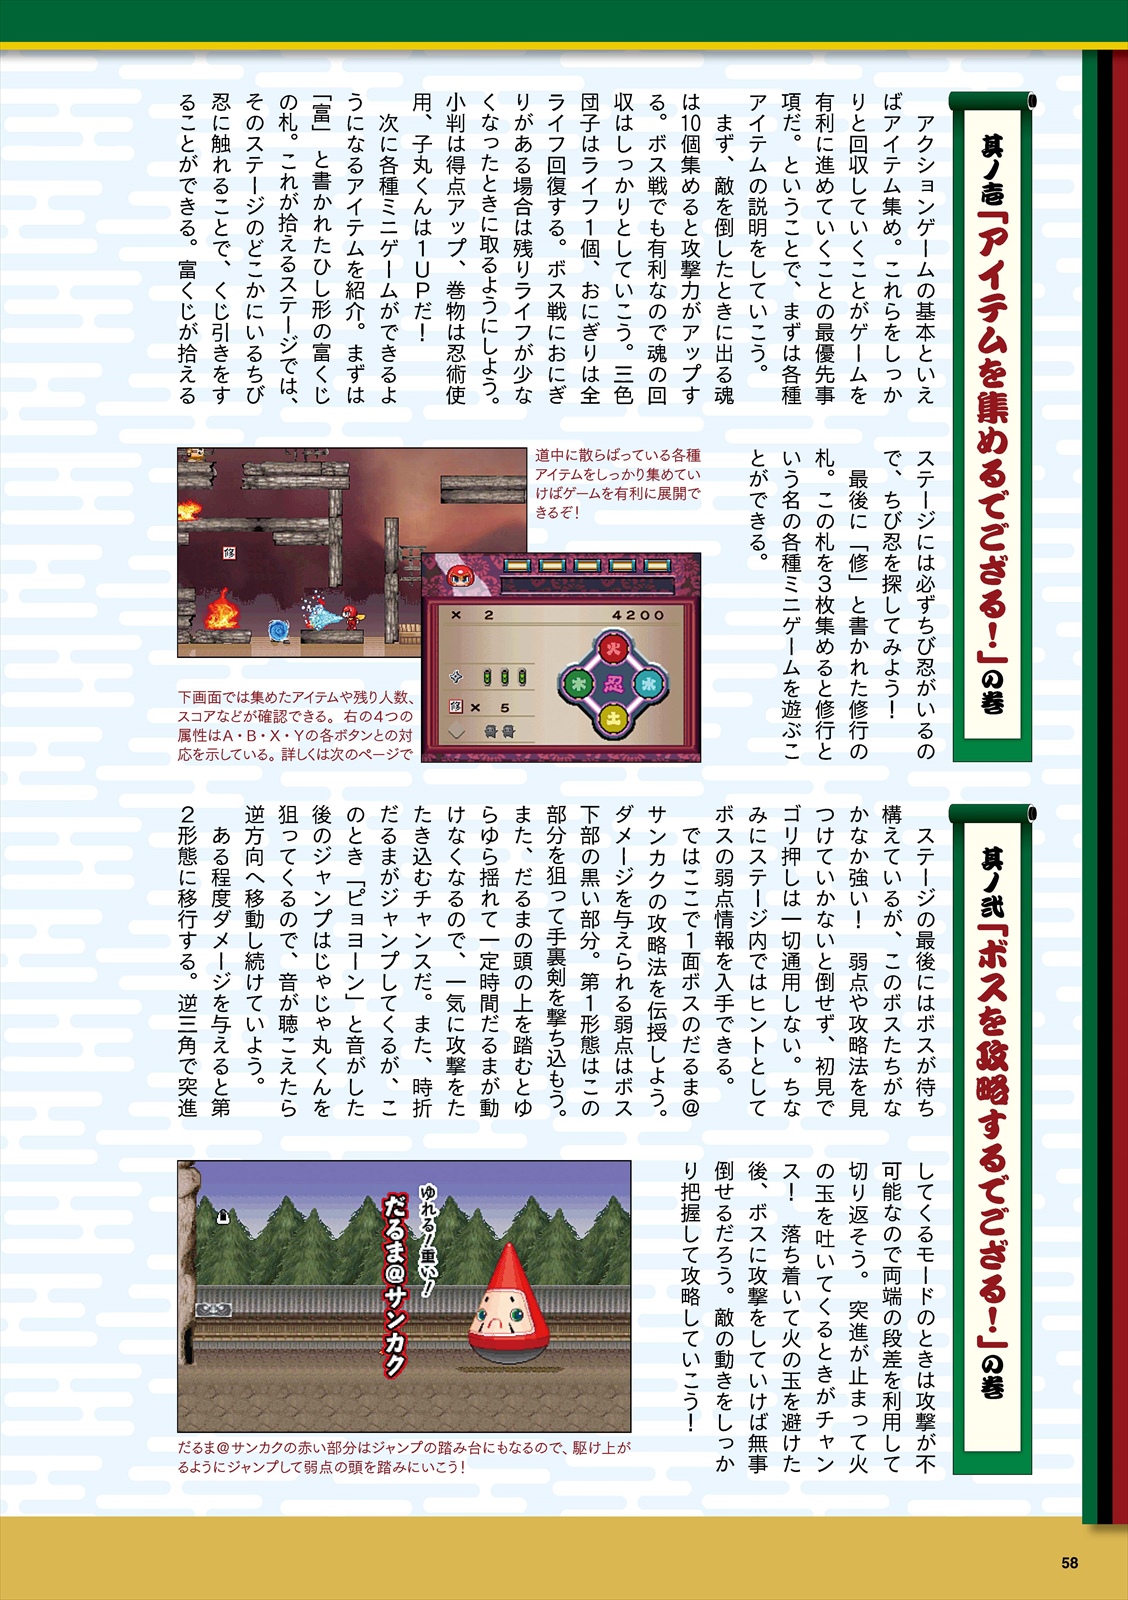 其ノ壱「アイテムを集めるでござる！」の巻
アクションゲームの基本といえ
ばアイテム集め。これらをしっか
りと回収していくことがゲームを
有利に進めていくことの最優先事
項だ。ということで、まずは各種
アイテムの説明をしていこう。
まず、敵を倒したときに出る魂
は10個集めると攻撃力がアップす
る。ボス戦でも有利なので魂の回
収はしっかりとしていこう。三色
団子はライフ１個、おにぎりは全
ライフ回復する。ボス戦におにぎ
りがある場合は残りライフが少な
くなったときに取るようにしよう。
小判は得点アップ、巻物は忍術使
用、子丸くんは１ＵＰだ！
次に各種ミニゲームができるよ
うになるアイテムを紹介。まずは
「富」と書かれたひし形の富くじ
の札。これが拾えるステージでは、
そのステージのどこかにいるちび
忍に触れることで、くじ引きをす
ることができる。富くじが拾える
ステージには必ずちび忍がいるの
で、ちび忍を探してみよう！
最後に「修」と書かれた修行の
札。この札を３枚集めると修行と
いう名の各種ミニゲームを遊ぶこ
とができる。
道中に散らばっている各種
アイテムをしっかり集めてい
けばゲームを有利に展開で
きるぞ！
修
× 2
4200
火
木
忍
水
土
修 × 5
下画面では集めたアイテムや残り人数、
スコアなどが確認できる。右の４つの
属性はＡ・Ｂ・Ｘ・Ｙの各ボタンとの対
応を示している。詳しくは次のページで
其ノ弐「ボスを攻略するでござる！」の巻
ステージの最後にはボスが待ち
構えているが、このボスたちがな
かなか強い！　弱点や攻略法を見
つけていかないと倒せず、初見で
ゴリ押しは一切通用しない。ちな
みにステージ内ではヒントとして
ボスの弱点情報を入手できる。
ではここで１面ボスのだるま＠
サンカクの攻略法を伝授しよう。
ダメージを与えられる弱点はボス
下部の黒い部分。第１形態はこの
部分を狙って手裏剣を撃ち込もう。
また、だるまの頭の上を踏むとゆ
らゆら揺れて一定時間だるまが動
けなくなるので、一気に攻撃をた
たき込むチャンスだ。また、時折
だるまがジャンプしてくるが、こ
のとき「ピョヨーン」と音がした
後のジャンプはじゃじゃ丸くんを
狙ってくるので、音が聴こえたら
逆方向へ移動し続けていよう。
ある程度ダメージを与えると第
２形態に移行する。逆三角で突進
してくるモードのときは攻撃が不
可能なので両端の段差を利用して
切り返そう。突進が止まって火
の玉を吐いてくるときがチャン
ス！　落ち着いて火の玉を避けた
後、ボスに攻撃をしていけば無事
倒せるだろう。敵の動きをしっか
り把握して攻略していこう！
ゆれる！重い！
だるま＠サンカク
だるま＠サンカクの赤い部分はジャンプの踏み台にもなるので、駆け上が
るようにジャンプして弱点の頭を踏みにいこう！
58